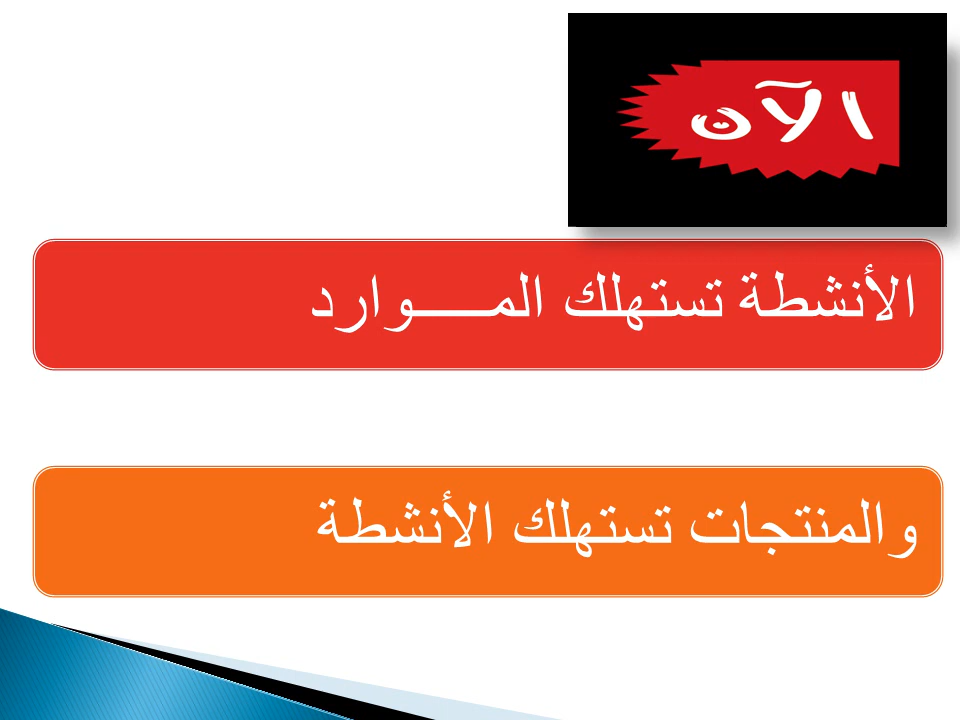 الآن
الأنشطة تستهلك المـــــوارد
والمنتجات تستهلك الأنشطة